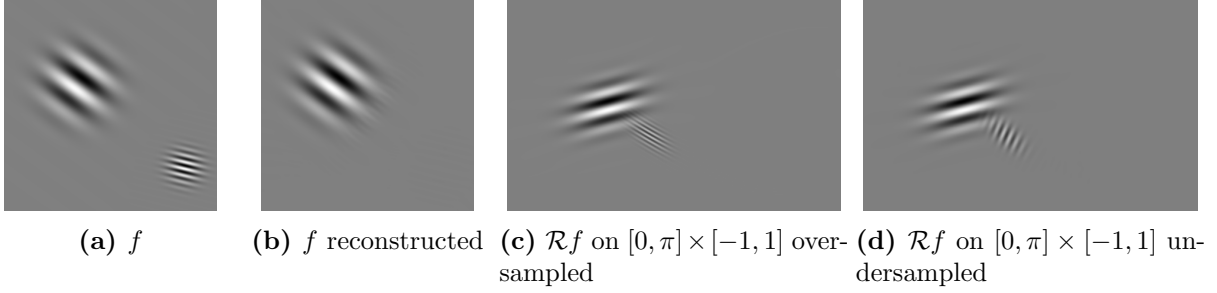 (a) f
(b) f reconstructed
(c) ℛf on [0, π] × [−1, 1] over-
sampled
(d) ℛf on [0, π] × [−1, 1] un-
dersampled